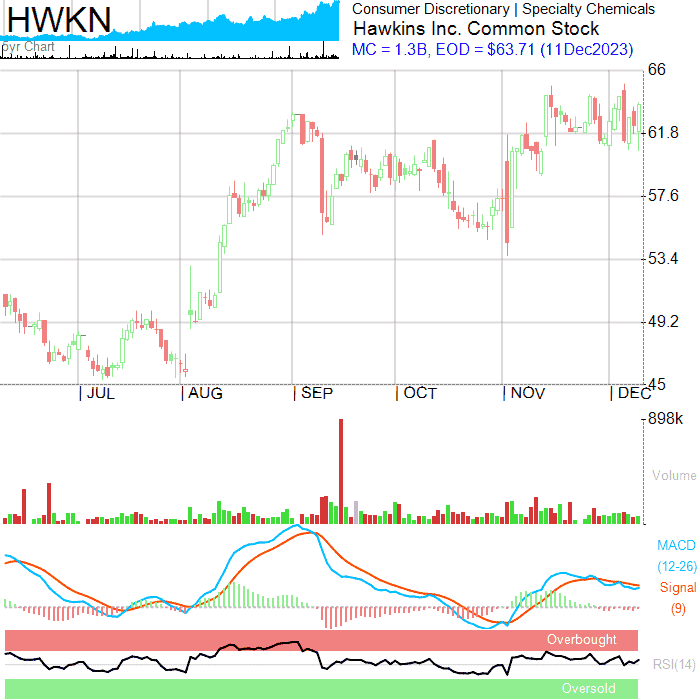 HWKN
5yr Chart
Consumer Discretionary | Specialty Chemicals
Hawkins Inc. Common Stock
MC = 1.3B, EOD = $63.71 (11Dec2023)
66
61.8
57.6
53.4
49.2
45
JUL
AUG
SEP
OCT
NOV
DEC
898k
Volume
MACD
(12-26)
Signal
(9)
Overbought
RSI(14)
Oversold